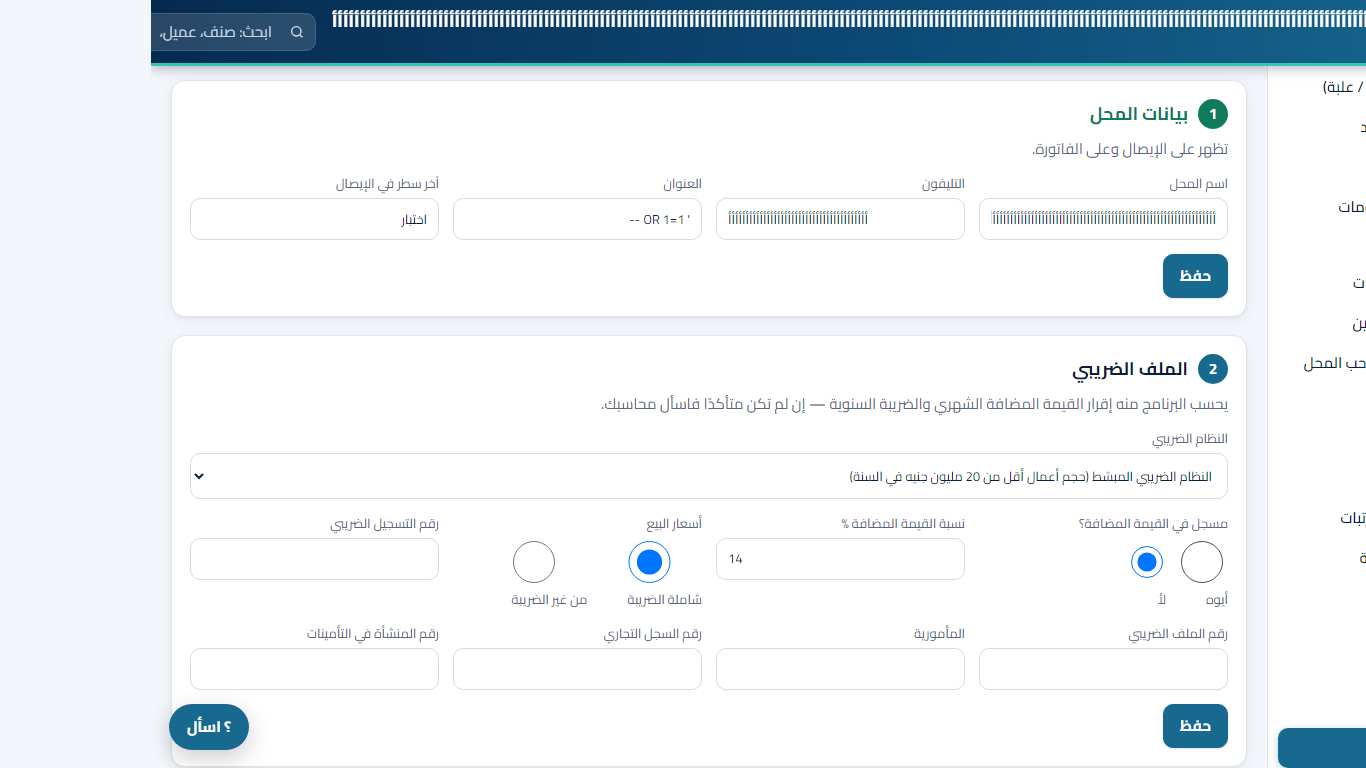 ابحث: صنف، عميل،
/ علبة)
حب المحل
1 بيانات المحل
تظهر على الإيصال وعلى الفاتورة.
اسم المحل
التليفون
العنوان
آخر سطر في الإيصال
' OR 1=1 --
اختبار
حفظ
2 الملف الضريبي
يحسب البرنامج منه إقرار القيمة المضافة الشهري والضريبة السنوية — إن لم تكن متأكدًا فاسأل محاسبك.
النظام الضريبي
النظام الضريبي المبسّط (حجم أعمال أقل من 20 مليون جنيه في السنة)
مسجل في القيمة المضافة؟
نسبة القيمة المضافة %
أسعار البيع
رقم التسجيل الضريبي
14
أيوه
لأ
شاملة الضريبة
من غير الضريبة
رقم الملف الضريبي
المأمورية
رقم السجل التجاري
رقم المنشأة في التأمينات
حفظ
؟ اسأل